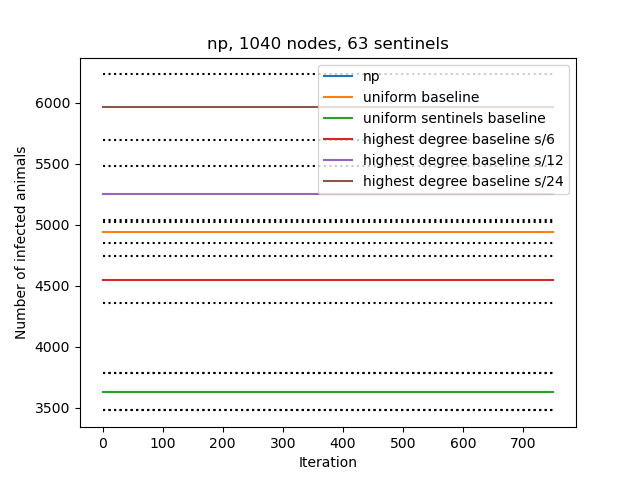 np, 1040 nodes, 63 sentinels
np
uniform baseline
uniform sentinels baseline
highest degree baseline s/6
highest degree baseline s/12
highest degree baseline s/24
Number of infected animals
6000
5500
5000
4500
4000
3500
0 100 200 300 400 500 600 700
Iteration